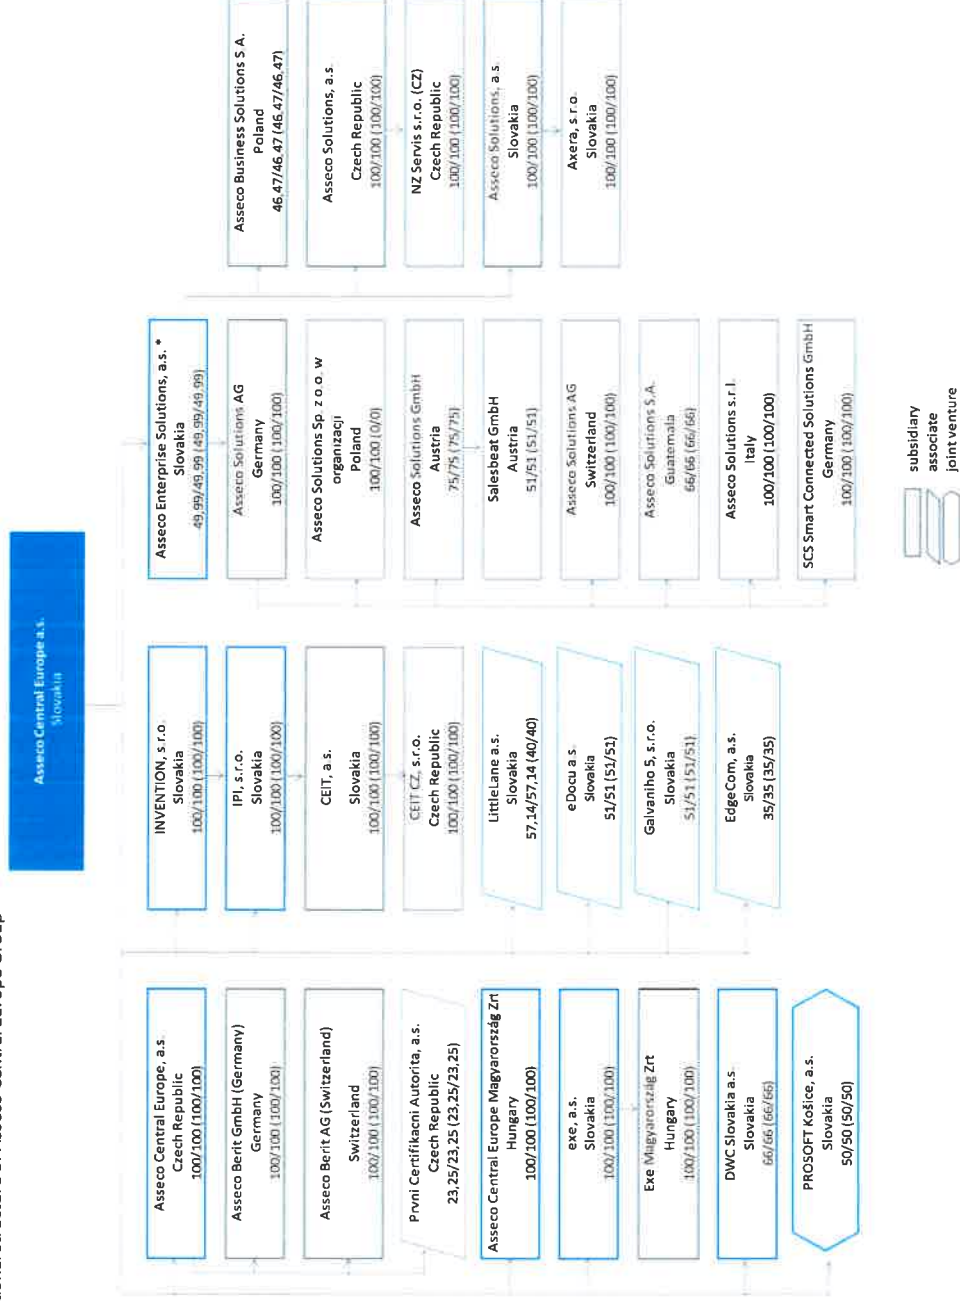 Asseco Central Europe a.s.
Slovakia
Asseco Central Europe, a.s.
Czech Republic
100/100 (100/100)
Asseco Berit GmbH (Germany)
Germany
100/100 (100/100)
Asseco Berit AG (Switzerland)
Switzerland
100/100 (100/100)
Prvni Certifikacni Autorita, a.s.
Czech Republic
23,25/23,25 (23,25/23,25)
Asseco Central Europe Magyarország Zrt
Hungary
100/100 (100/100)
exe, a.s.
Slovakia
100/100 (100/100)
Exe Magyarország Zrt
Hungary
100/100 (100/100)
DWC Slovakia a.s.
Slovakia
66/66 (66/66)
PROSOFT Košice, a.s.
Slovakia
50/50 (50/50)
INVENTION, s.r.o.
Slovakia
100/100 (100/100)
IPI, s.r.o.
Slovakia
100/100 (100/100)
CEIT, a.s.
Slovakia
100/100 (100/100)
CEIT CZ, s.r.o.
Czech Republic
100/100 (100/100)
LittleLane a.s.
Slovakia
57,14/57,14 (40/40)
eDocu a.s.
Slovakia
51/51 (51/51)
Galvaniho 5, s.r.o.
Slovakia
51/51 (51/51)
EdgeCom, a.s.
Slovakia
35/35 (35/35)
Asseco Enterprise Solutions, a.s. *
Slovakia
49,99/49,99 (49,99/49,99)
Asseco Solutions AG
Germany
100/100 (100/100)
Asseco Solutions Sp. z o.o. w
organizacji
Poland
100/100 (0/0)
Asseco Solutions GmbH
Austria
75/75 (75/75)
Salesbeat GmbH
Austria
51/51 (51/51)
Asseco Solutions AG
Switzerland
100/100 (100/100)
Asseco Solutions S.A.
Guatemala
66/66 (66/66)
Asseco Solutions s.r.l.
Italy
100/100 (100/100)
SCS Smart Connected Solutions GmbH
Germany
100/100 (100/100)
Asseco Business Solutions S.A.
Poland
46,47/46,47 (46,47/46,47)
Asseco Solutions, a.s.
Czech Republic
100/100 (100/100)
NZ Servis s.r.o. (CZ)
Czech Republic
100/100 (100/100)
Asseco Solutions, a.s.
Slovakia
100/100 (100/100)
Axera, s.r.o.
Slovakia
100/100 (100/100)
subsidiary
associate
joint venture